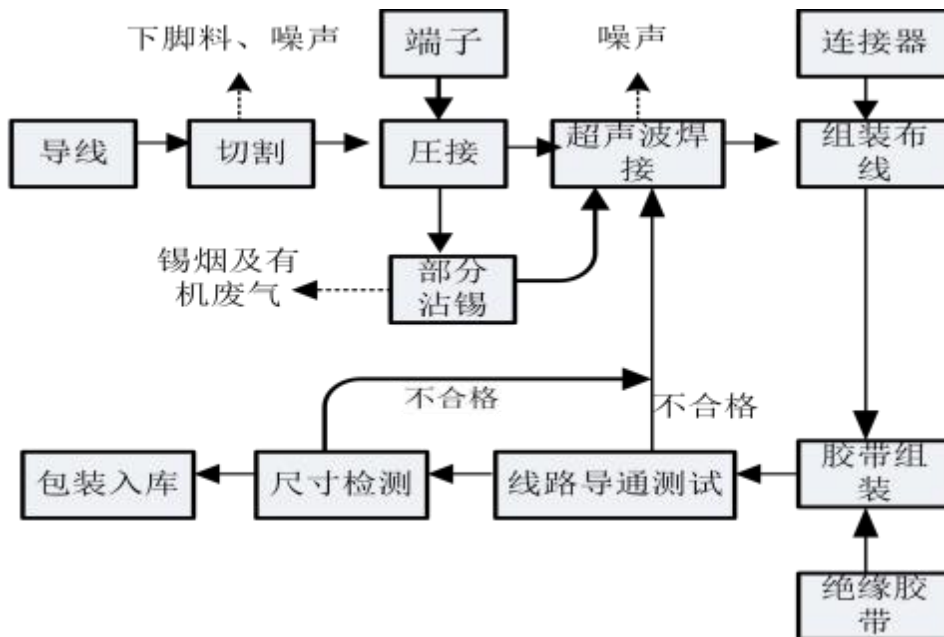 下脚料、噪声
端子
噪声
连接器
导线
切割
压接
超声波焊
接
组装布
线
锡烟及有
机废气
部分
沾锡
不合格
不合格
包装入库
尺寸检测
线路导通测试
胶带组
装
绝缘胶
带